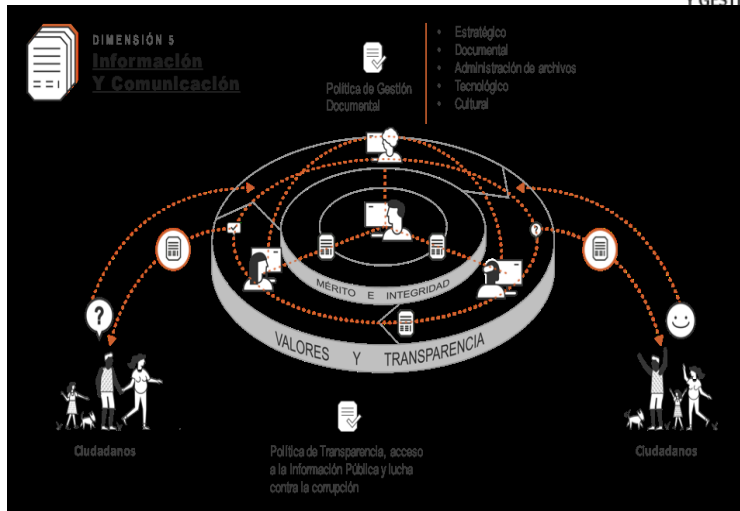 Y GESTI
DIMENSIÓN 5
Información
Y Comunicación
Política de Gestión
Documental
• Estratégico
• Documental
• Administración de archivos
• Tecnológico
• Cultural
?
?
MÉRITO E INTEGRIDAD
VALORES Y TRANSPARENCIA
Ciudadanos
Ciudadanos
Política de Transparencia, acceso
a la Información Pública y lucha
contra la corrupción